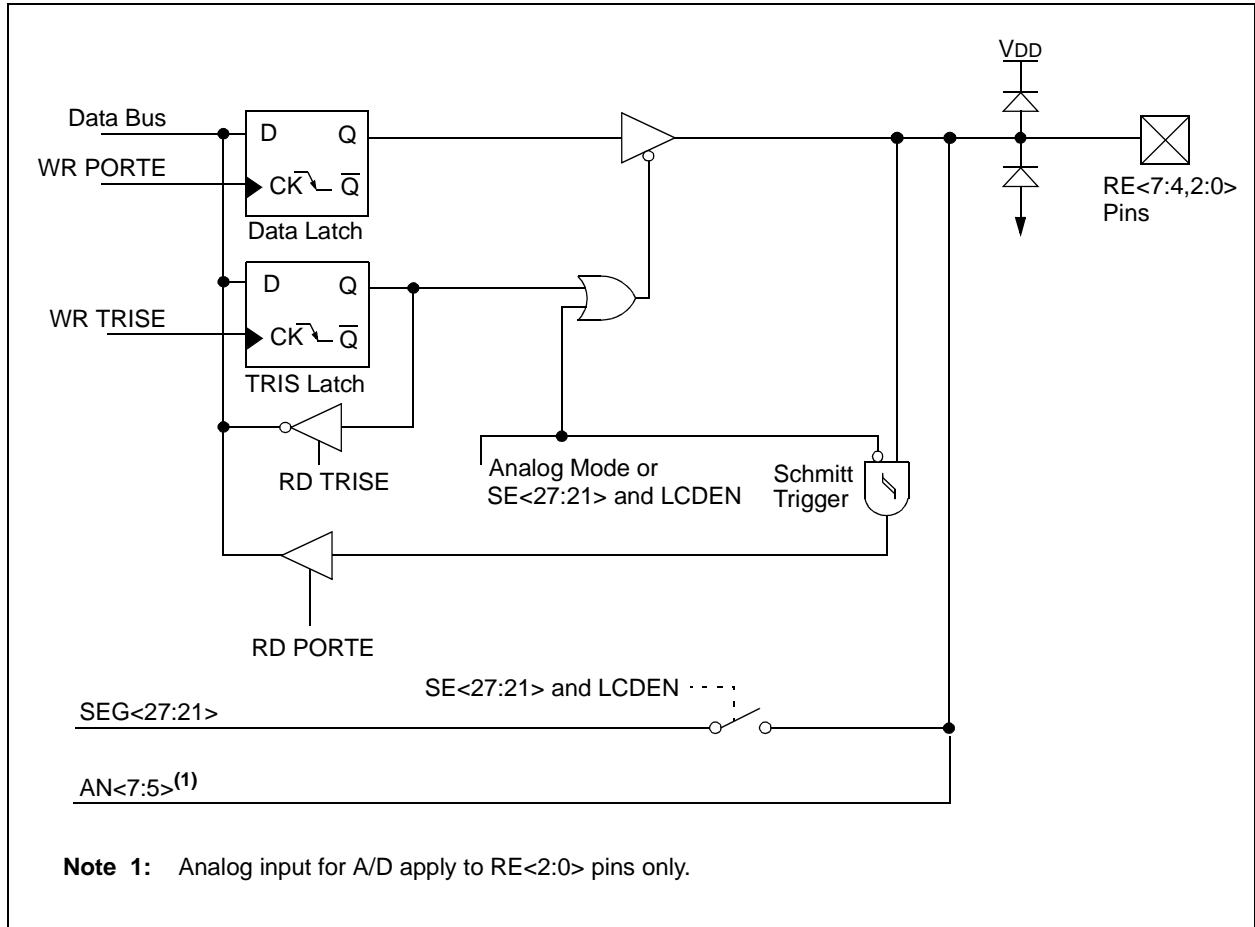 VDD
Data Bus
D Q
WR PORTE
CK Q
RE<7:4,2:0>
Pins
Data Latch
D Q
WR TRISE
CK Q
TRIS Latch
RD TRISE
Analog Mode or
SE<27:21> and LCDEN
Schmitt
Trigger
RD PORTE
SE<27:21> and LCDEN
SEG<27:21>
AN<7:5>(1)
Note 1: Analog input for A/D apply to RE<2:0> pins only.